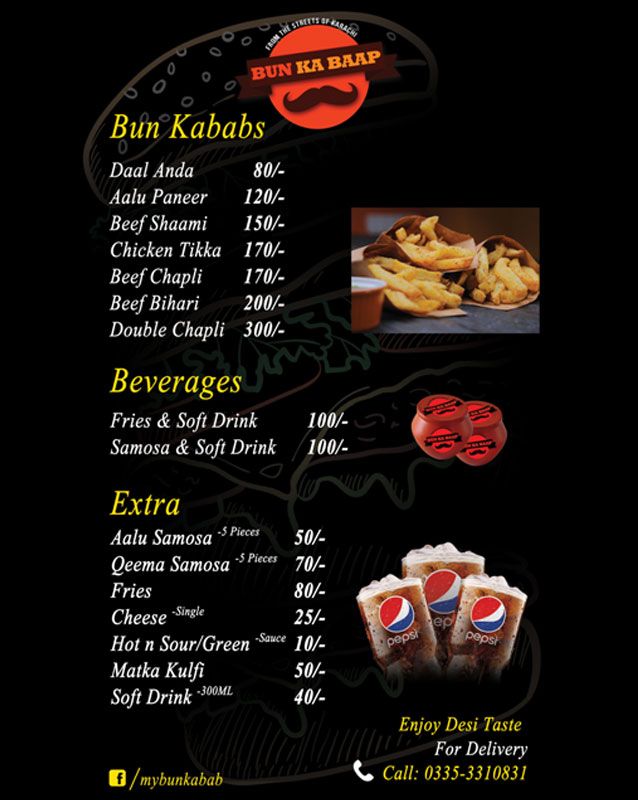 FROM THE STREETS OF KARACHI
BUN KA BAAP
Bun Kababs
Daal Anda 80/-
Aalu Paneer 120/-
Beef Shaami 150/-
Chicken Tikka 170/-
Beef Chapli 170/-
Beef Bihari 200/-
Double Chapli 300/-
Beverages
Fries & Soft Drink 100/-
Samosa & Soft Drink 100/-
BUN KA BAAP
BUN KA BAAP
Extra
Aalu Samosa -5 Pieces 50/-
Qeema Samosa -5 Pieces 70/-
Fries 80/-
Cheese -Single 25/-
Hot n Sour/Green -Sauce 10/-
Matka Kulfi 50/-
Soft Drink -300ML 40/-
pepsi
pepsi
Enjoy Desi Taste
For Delivery
Call: 0335-3310831
f /mybunkabab